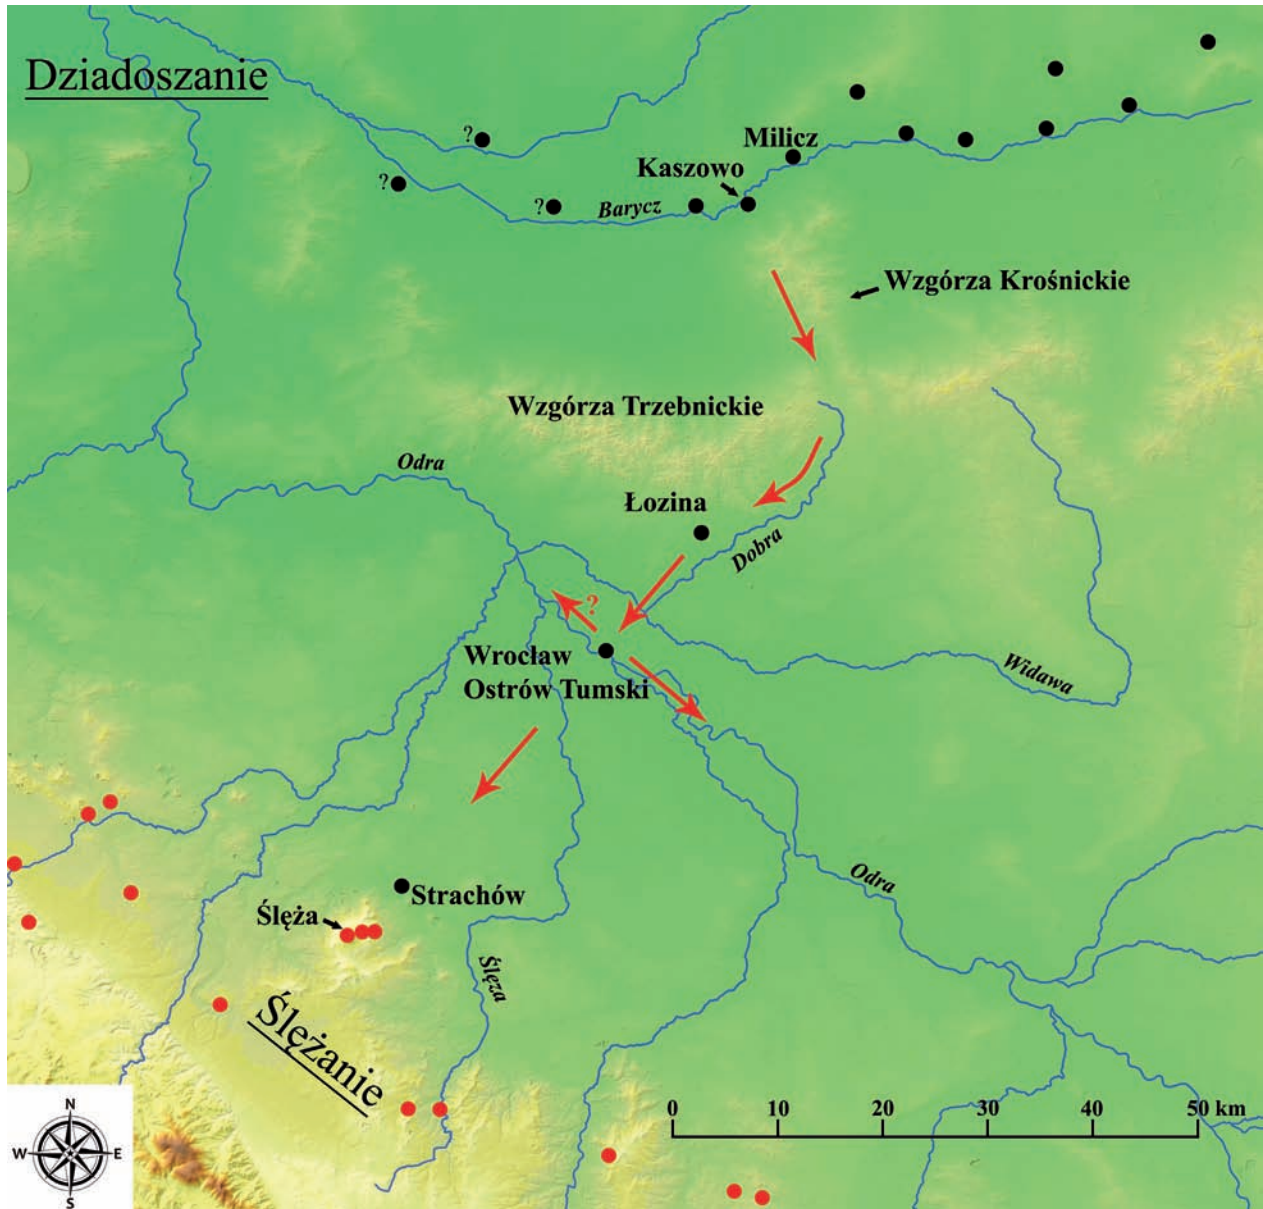 Dziadoszanie
?
Milicz
Kaszowo
?
?
Barycz
Wzgórza Krośnickie
Wzgórza Trzebnickie
Odra
Łozina
Dobra
?
Wrocław
Ostrów Tumski
Widawa
Odra
Strachów
Ślęża
Ślęza
Ślężanie
N
W E
S
0 10 20 30 40 50 km